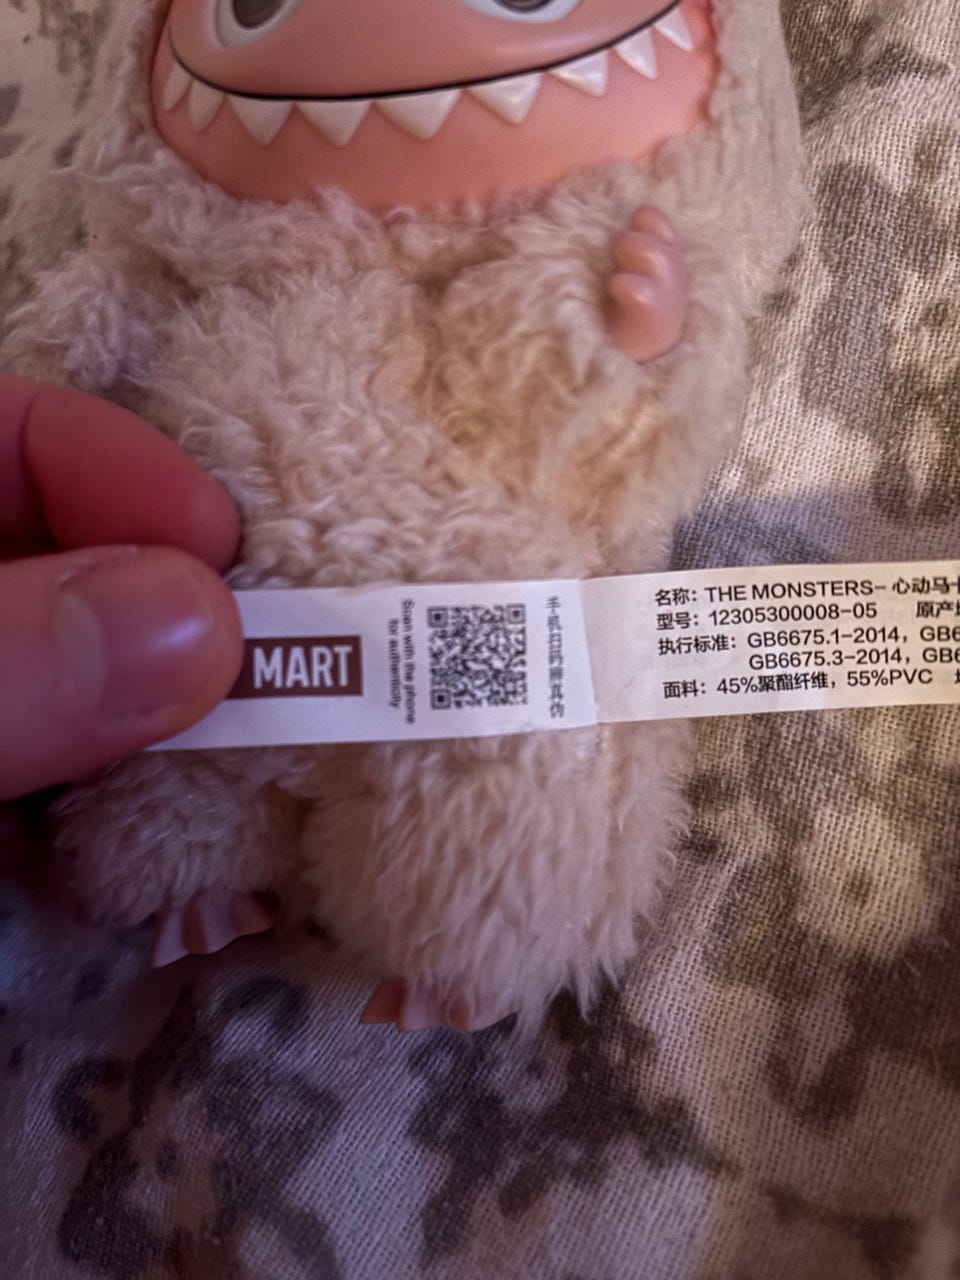 MART
Scan with the phone
for authenticity
手机扫码辨真伪
名称：THE MONSTERS- 心动马卡
型号：12305300008-05 原产地
执行标准：GB6675.1-2014，GB6
GB6675.3-2014，GB6
面料：45%聚酯纤维，55%PVC